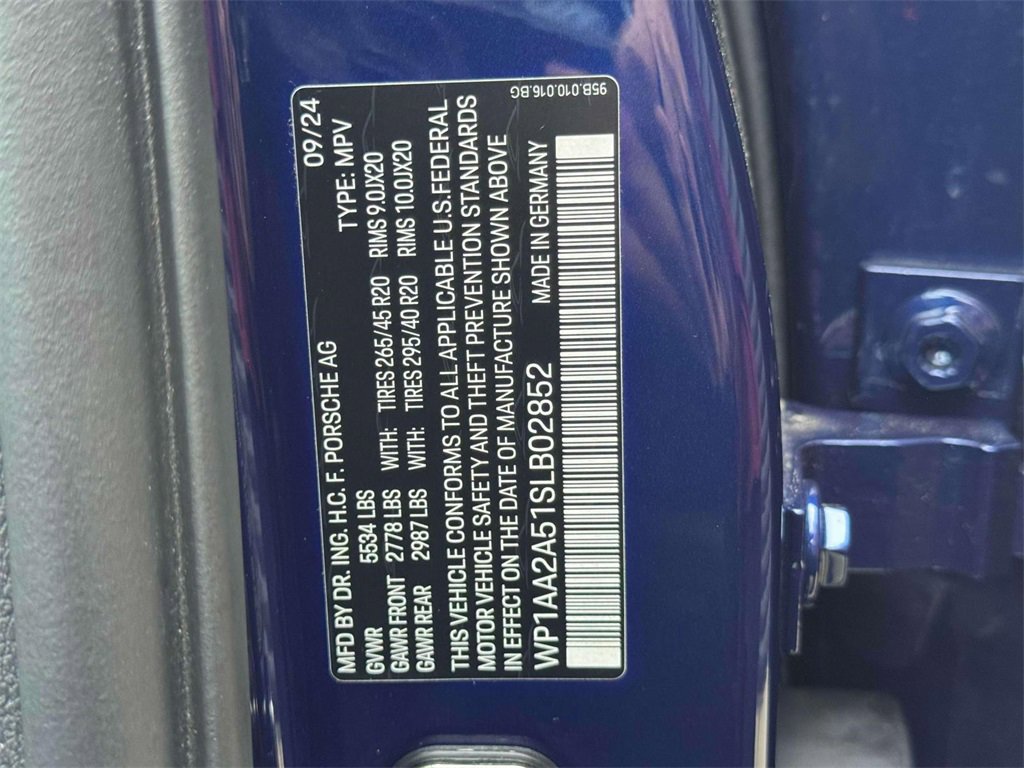 09/24
MFD BY DR. ING. H.C. F. PORSCHE AG TYPE: MPV
GVWR 5534 LBS
GAWR FRONT 2778 LBS WITH: TIRES 265/45 R20 RIMS 9.0JX20
GAWR REAR 2987 LBS WITH: TIRES 295/40 R20 RIMS 10.0JX20
THIS VEHICLE CONFORMS TO ALL APPLICABLE U.S.FEDERAL
MOTOR VEHICLE SAFETY AND THEFT PREVENTION STANDARDS
IN EFFECT ON THE DATE OF MANUFACTURE SHOWN ABOVE
WP1AA2A51SLB02852 MADE IN GERMANY
95B.010.016.BG